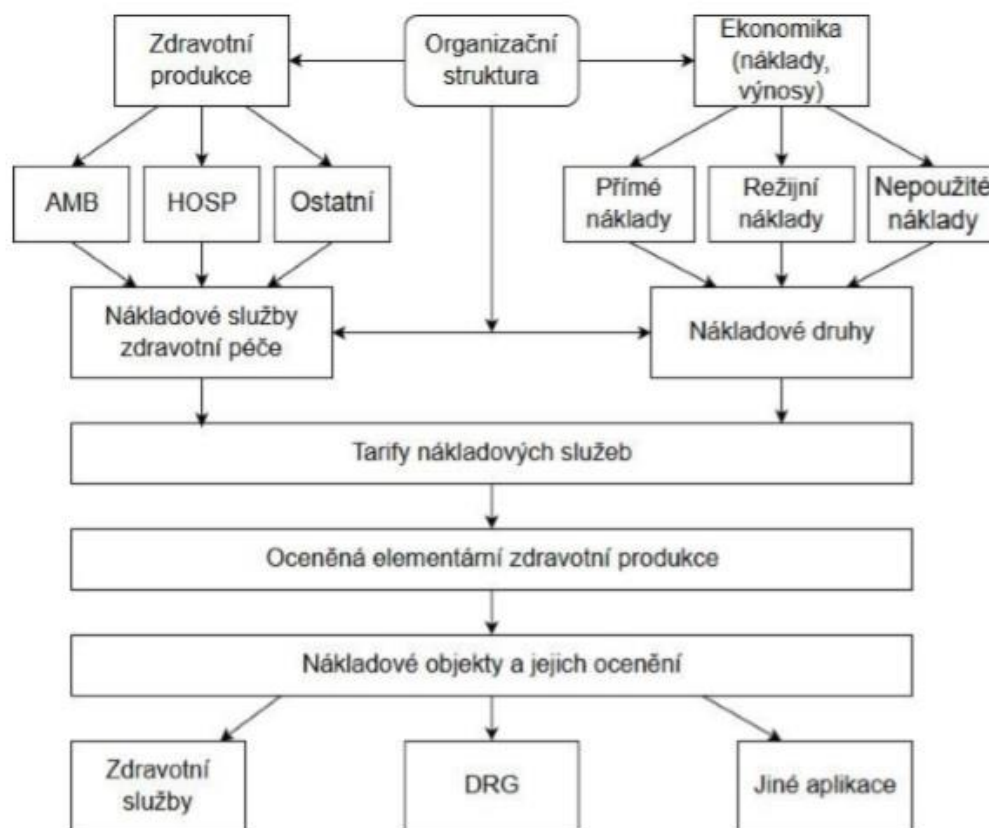 Zdravotní
produkce
Organizační
struktura
Ekonomika
(náklady,
výnosy)
AMB
HOSP
Ostatní
Přímé
náklady
Režijní
náklady
Nepoužité
náklady
Nákladové služby
zdravotní péče
Nákladové druhy
Tarify nákladových služeb
Oceněná elementární zdravotní produkce
Nákladové objekty a jejich ocenění
Zdravotní
služby
DRG
Jiné aplikace